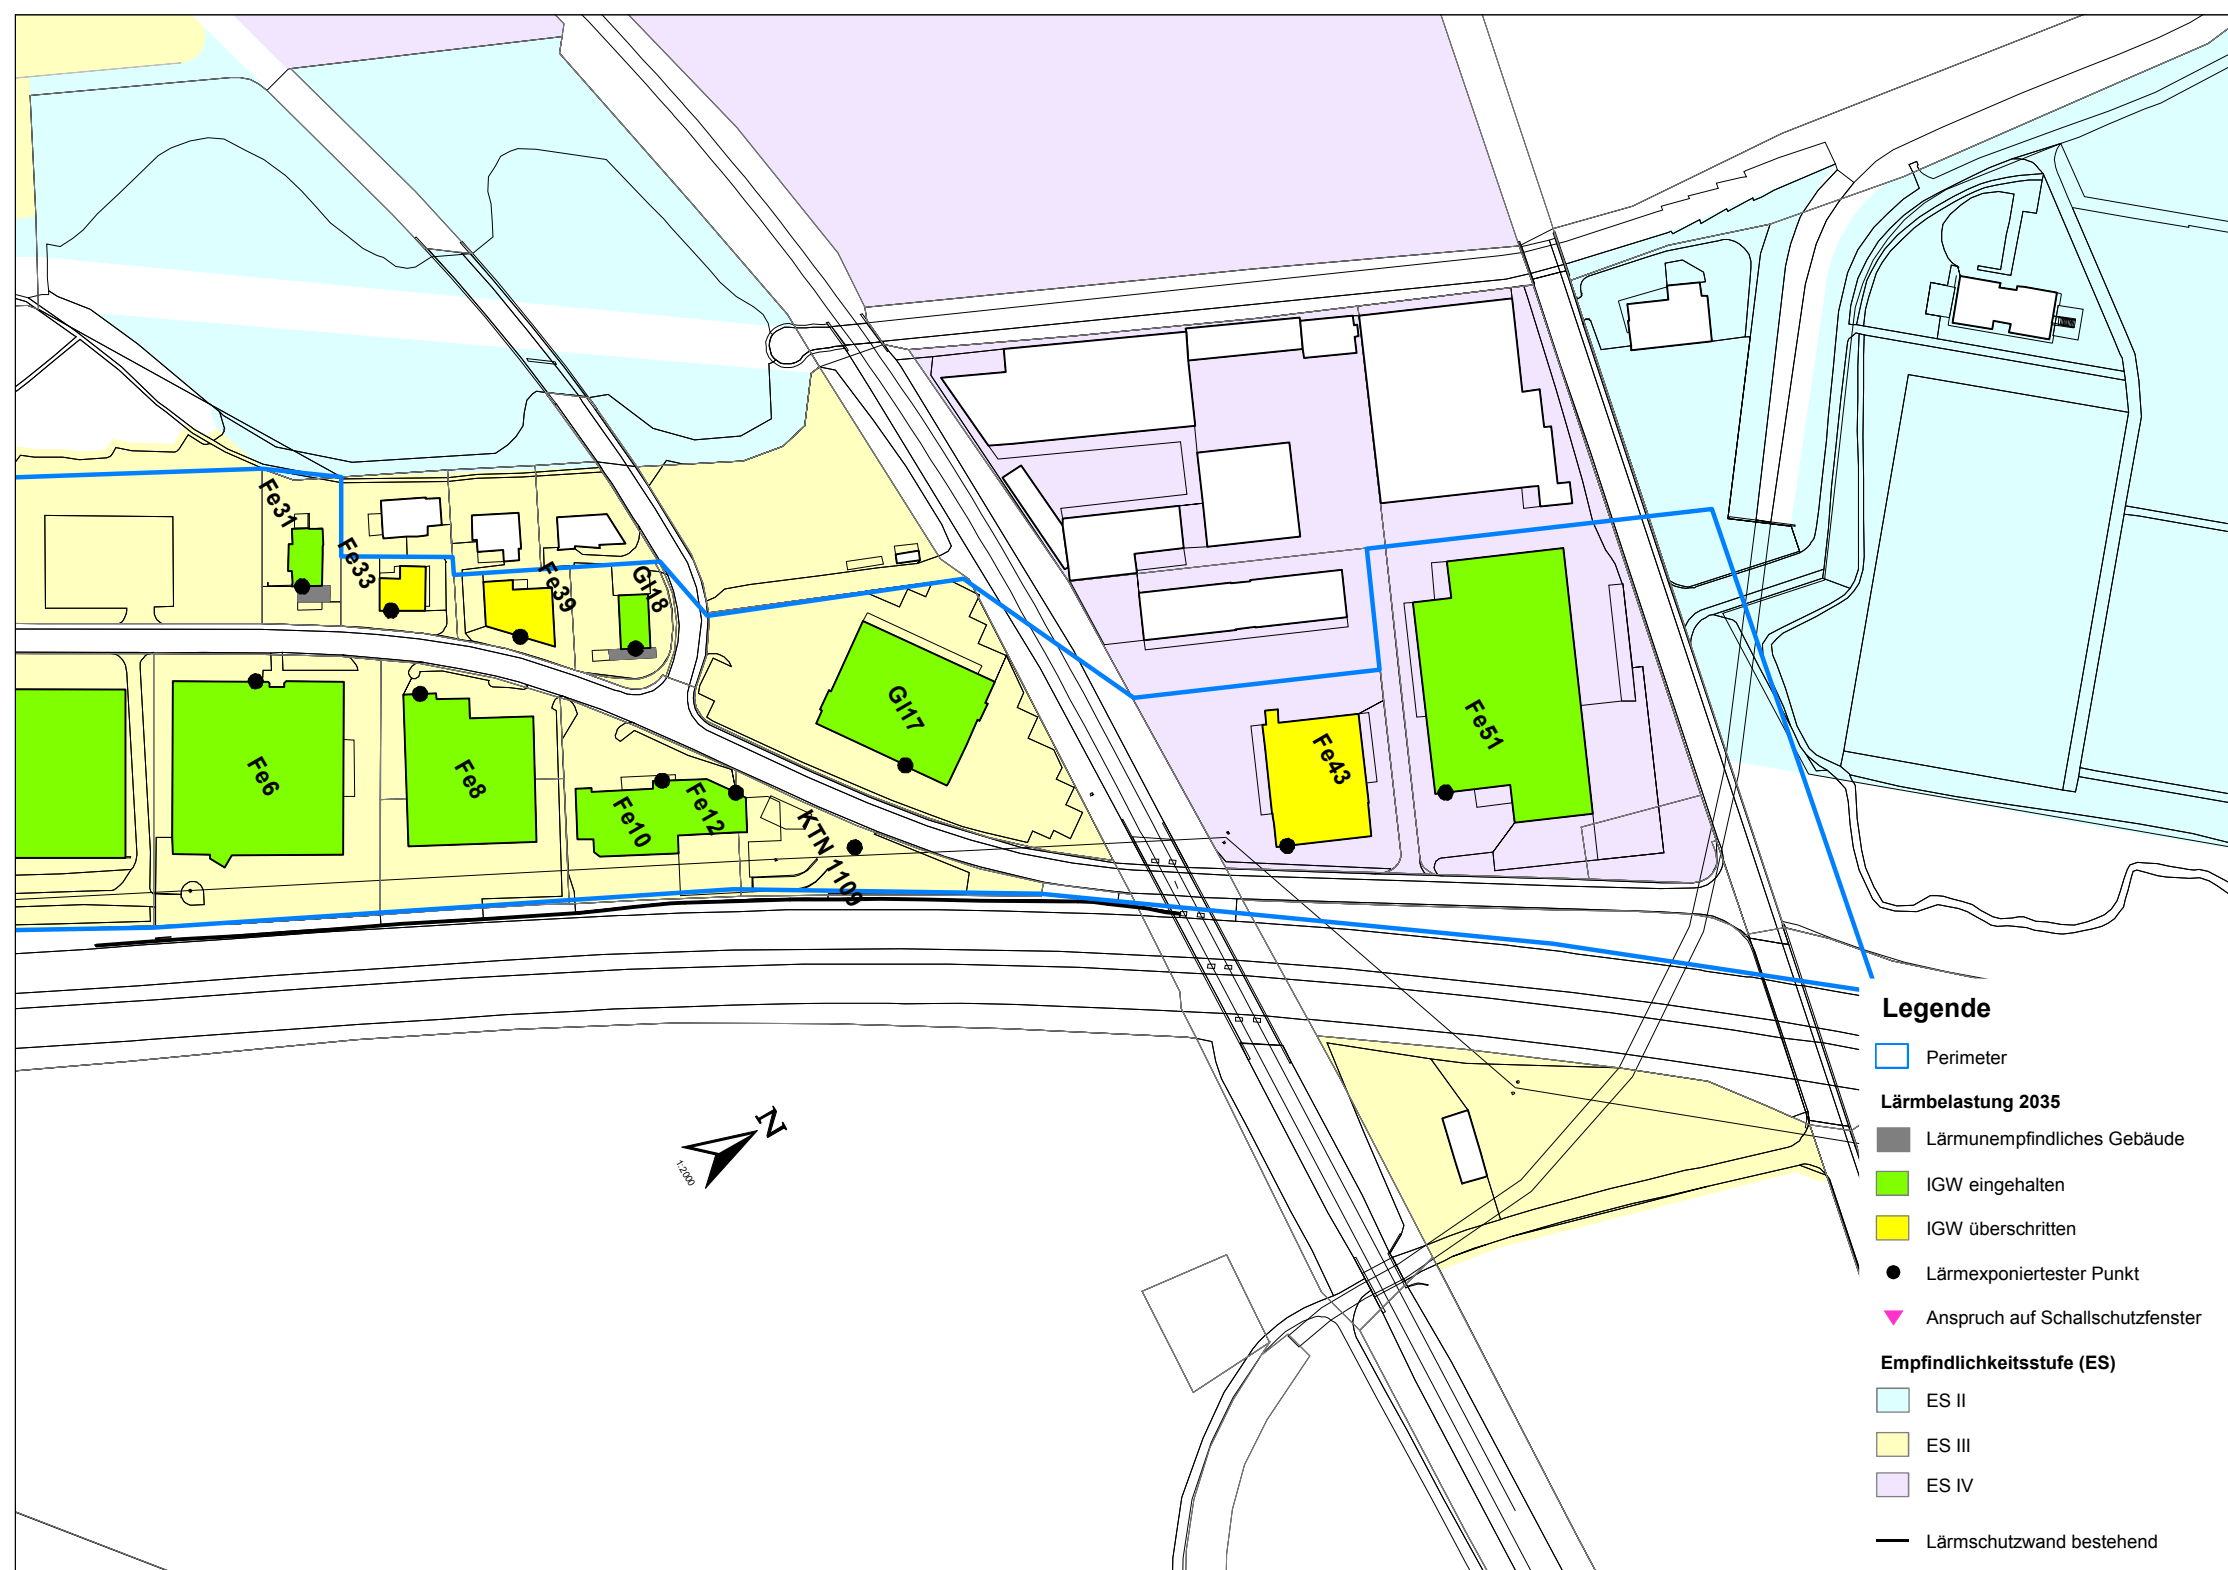 Fe31
Fe33
Fe39
Gl18
Gl17
Fe6
Fe8
Fe10
Fe12
KTN 1109
Fe43
Fe51
N
1:2000
Legende
Perimeter
Lärmbelastung 2035
Lärmunempfindliches Gebäude
IGW eingehalten
IGW überschritten
Lärmexponiertester Punkt
Anspruch auf Schallschutzfenster
Empfindlichkeitsstufe (ES)
ES II
ES III
ES IV
Lärmschutzwand bestehend